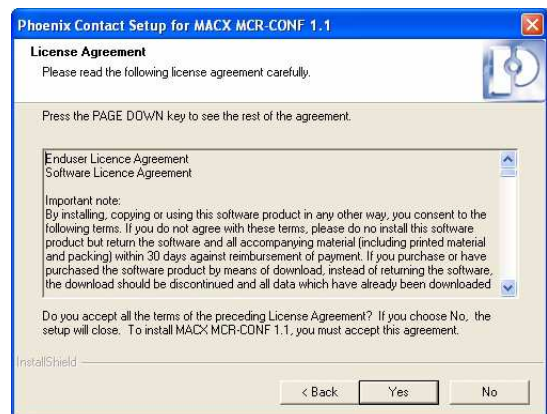 Phoenix Contact Setup for MACX MCR-CONF 1.1
License Agreement
Please read the following license agreement carefully.
Press the PAGE DOWN key to see the rest of the agreement.
Enduser Licence Agreement
Software Licence Agreement
Important note:
By installing, copying or using this software product in any other way, you consent to the
following terms. If you do not agree with these terms, please do no install this software
product but return the software and all accompanying material (including printed material
and packing) within 30 days against reimbursement of payment. If you purchase or have
purchased the software product by means of download, instead of returning the software,
the download should be discontinued and all data which have already been downloaded
Do you accept all the terms of the preceding License Agreement? If you choose No, the
setup will close. To install MACX MCR-CONF 1.1, you must accept this agreement.
InstallShield
< Back
Yes
No